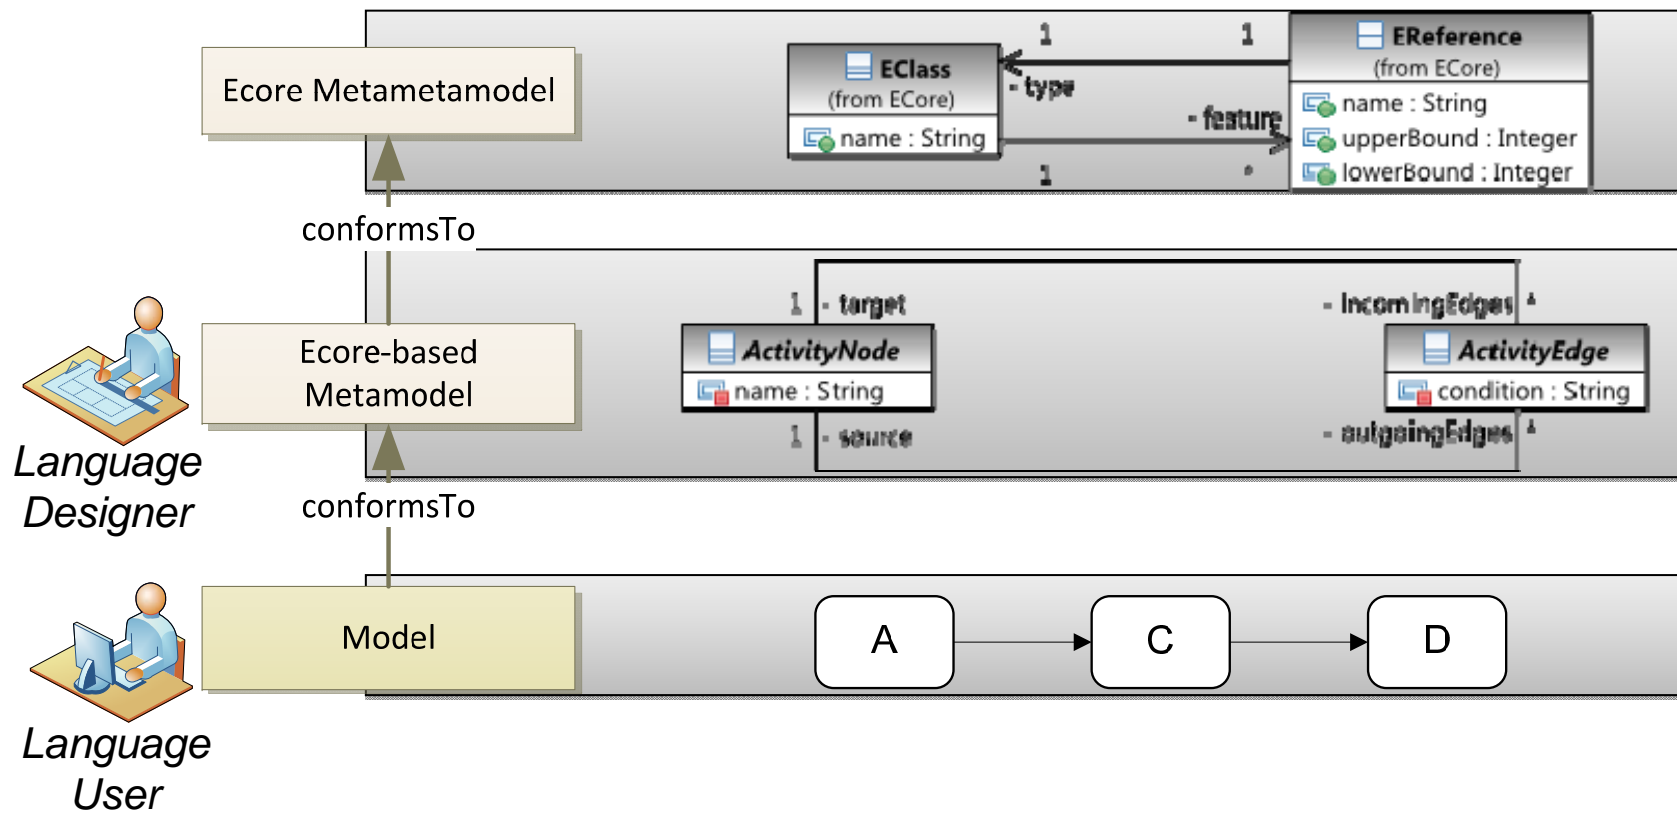 Ecore Metametamodel
EClass
(from ECore)
name : String
1
1
- type
- feature
1
*
EReference
(from ECore)
name : String
upperBound : Integer
lowerBound : Integer
conformsTo
Language
Designer
Ecore-based
Metamodel
1 - target
- incomingEdges *
ActivityNode
name : String
ActivityEdge
condition : String
1 - source
- outgoingEdges *
conformsTo
Language
User
Model
A
C
D